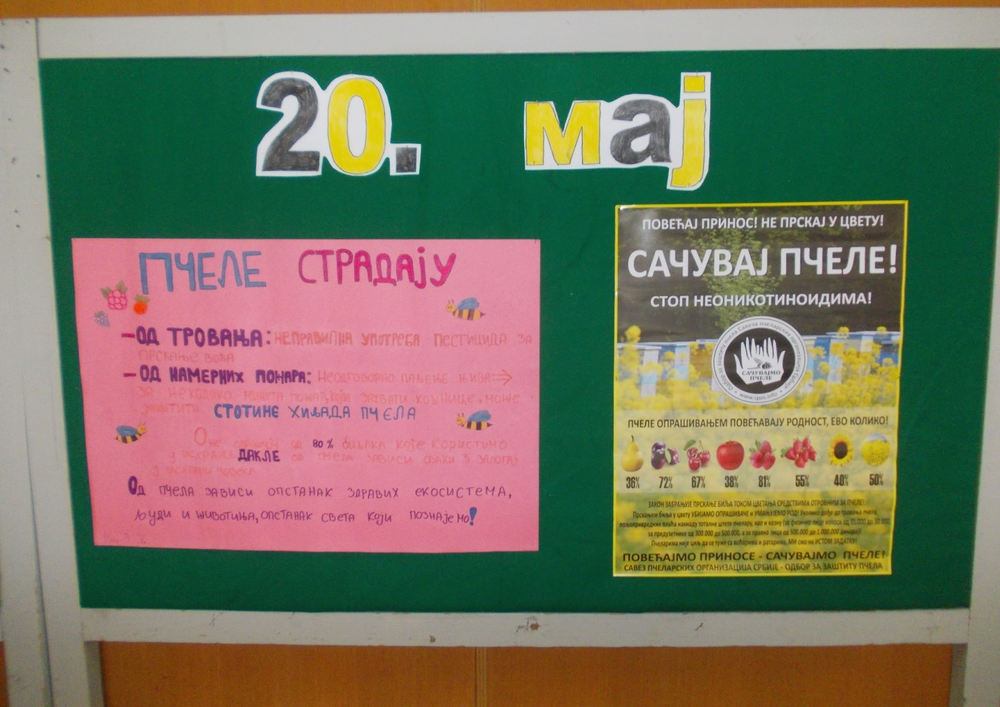 20. мај
ПЧЕЛЕ СТРАДАЈУ
-ОД ТРОВАЊА: НЕПРАВИЛНА УПОТРЕБА ПЕСТИЦИДА ЗА
ПРСКАЊЕ ВОЋА
-ОД НАМЕРНИХ ПОЖАРА: НЕОДГОВОРНО ПАЉЕЊЕ ЊИВА⇒
ЗА НЕКОЛИКО МИНУТА ПОЖАР, КОЈИ ЗАХВАТИ КОШНИЦЕ, МОЖЕ
УНИШТИТИ СТОТИНЕ ХИЉАДА ПЧЕЛА
Оне 80% биљака које користимо
у ДАКЛЕ од пчела зависи сваки 3 залогај
у исхрани човека
Од пчела зависи опстанак здравих екосистема,
људи и животиња, опстанак света који познајемо!
ПОВЕЋАЈ ПРИНОС! НЕ ПРСКАЈ У ЦВЕТУ!
САЧУВАЈ ПЧЕЛЕ!
СТОП НЕОНИКОТИНОИДИМА!
Одбор за заштиту пчела Савеза пчеларских организација Србије
САЧУВАЈМО
ПЧЕЛЕ
www.spos.info
ПЧЕЛЕ ОПРАШИВАЊЕМ ПОВЕЋАВАЈУ РОДНОСТ, ЕВО КОЛИКО!
36% 72% 67% 38% 81% 55% 40% 50%
ЗАКОН ЗАБРАЊУЈЕ ПРСКАЊЕ БИЉА ТОКОМ ЦВЕТАЊА СРЕДСТВИМА ОТРОВНИМ ЗА ПЧЕЛЕ!
Прскањем биља у цвету УБИЈАМО ОПРАШИВАЧЕ и УМАЊУЈЕМО РОД! Уколико дође до тровања пчела,
пољопривредник плаћа накнаду тоталне штете пчелару, као и казну (за физичко лице износи од 35.000 до 50.000,
за предузетнике од 300.000 до 500.000, а за правна лица од 500.000 до 1.000.000 динара)!
Пчеларима није циљ да се туже са воћарима и ратарима, МИ смо на ИСТОМ ЗАДАТКУ!
ПОВЕЋАЈМО ПРИНОСЕ - САЧУВАЈМО ПЧЕЛЕ!
САВЕЗ ПЧЕЛАРСКИХ ОРГАНИЗАЦИЈА СРБИЈЕ - ОДБОР ЗА ЗАШТИТУ ПЧЕЛА